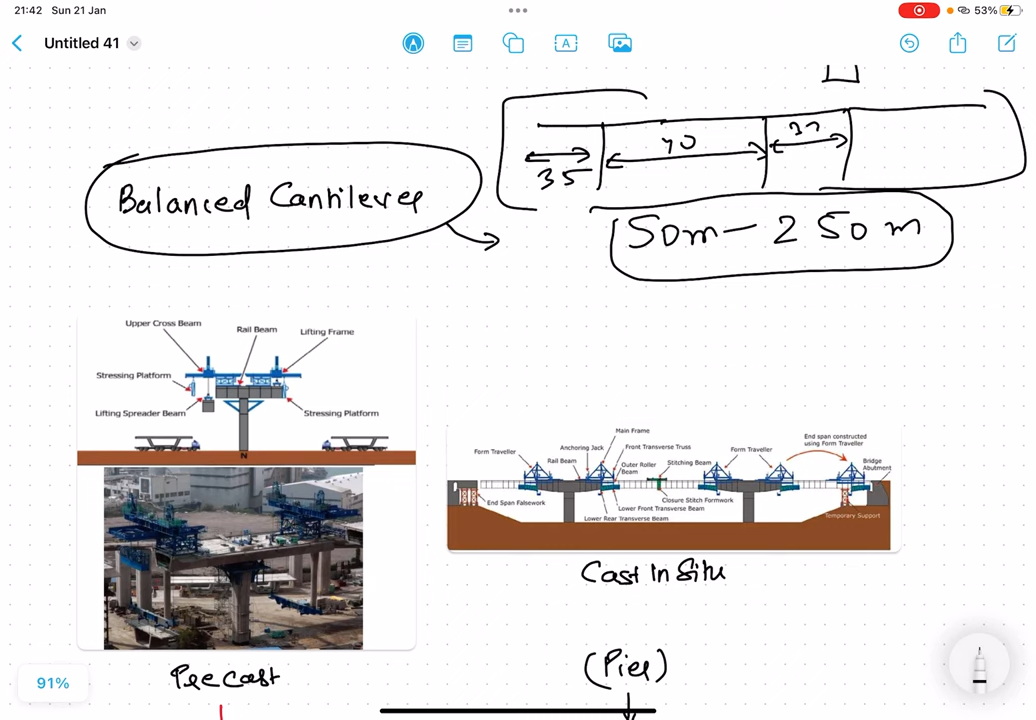 21:42 Sun 21 Jan
53%
Untitled 41
A
35
40
Balanced Cantilever
50m – 250m
Upper Cross Beam
Rail Beam
Lifting Frame
Stressing Platform
Lifting Spreader Beam
Stressing Platform
N
Main Frame
Form Traveller
Anchoring Jack
Front Transverse Truss
Rail Beam
Outer Roller Beam
Stitching Beam
Form Traveller
End span constructed using Form Traveller
Bridge Abutment
End Span Falsework
Closure Stitch Formwork
Lower Front Transverse Beam
Lower Rear Transverse Beam
Temporary Support
Cast In Situ
Precast
(Pier)
91%